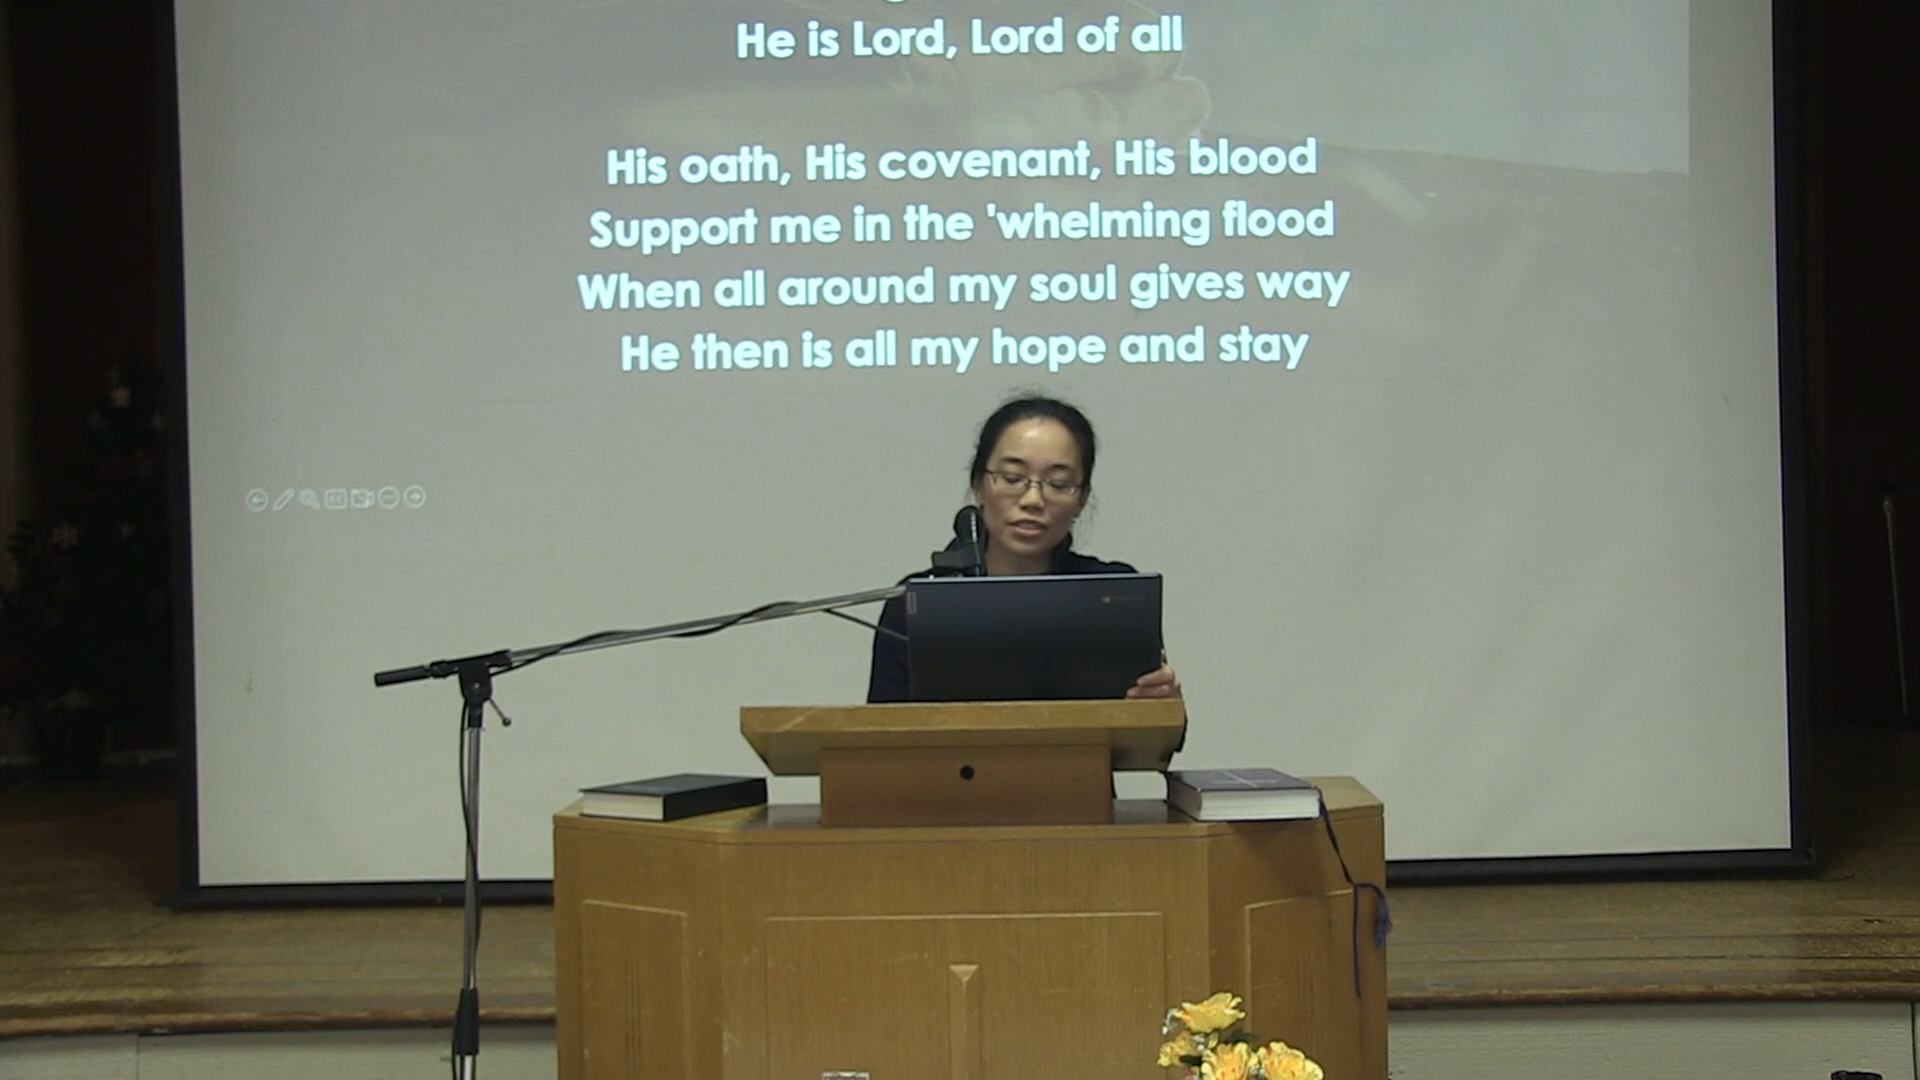 He is Lord, Lord of all
His oath, His covenant, His blood
Support me in the 'whelming flood
When all around my soul gives way
He then is all my hope and stay